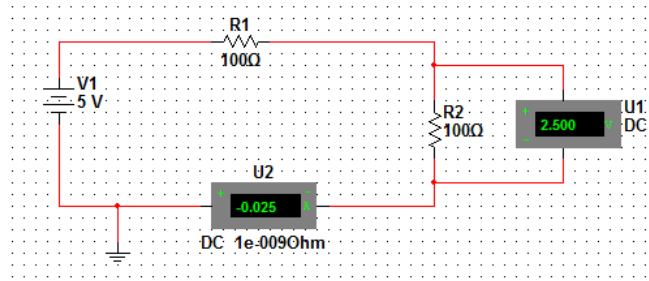 R1
100Ω
V1
5 V
R2
100Ω
+
2.500
V
-
U1
DC
U2
+
-
-0.025
A
DC 1e-009Ohm